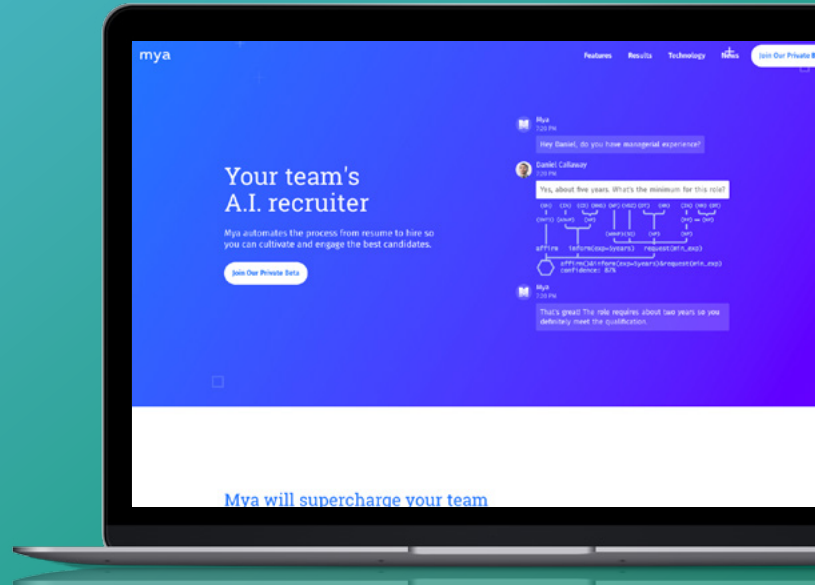 mya
Features Results Technology News Join Our Private
Your team's
A.I. recruiter
Mya automates the process from resume to hire so
you can cultivate and engage the best candidates.
Join Our Private Beta
Mya
7:20 PM
Hey Daniel, do you have managerial experience?
Daniel Callaway
7:20 PM
Yes, about five years. What's the minimum for this role?
affirm inform(exp=5years) request(min_exp)
affirm()&inform(exp=5years)&request(min_exp)
confidence: 87%
Mya
7:20 PM
That's great! The role requires about two years so you
definitely meet the qualification.
Mya will supercharge your team